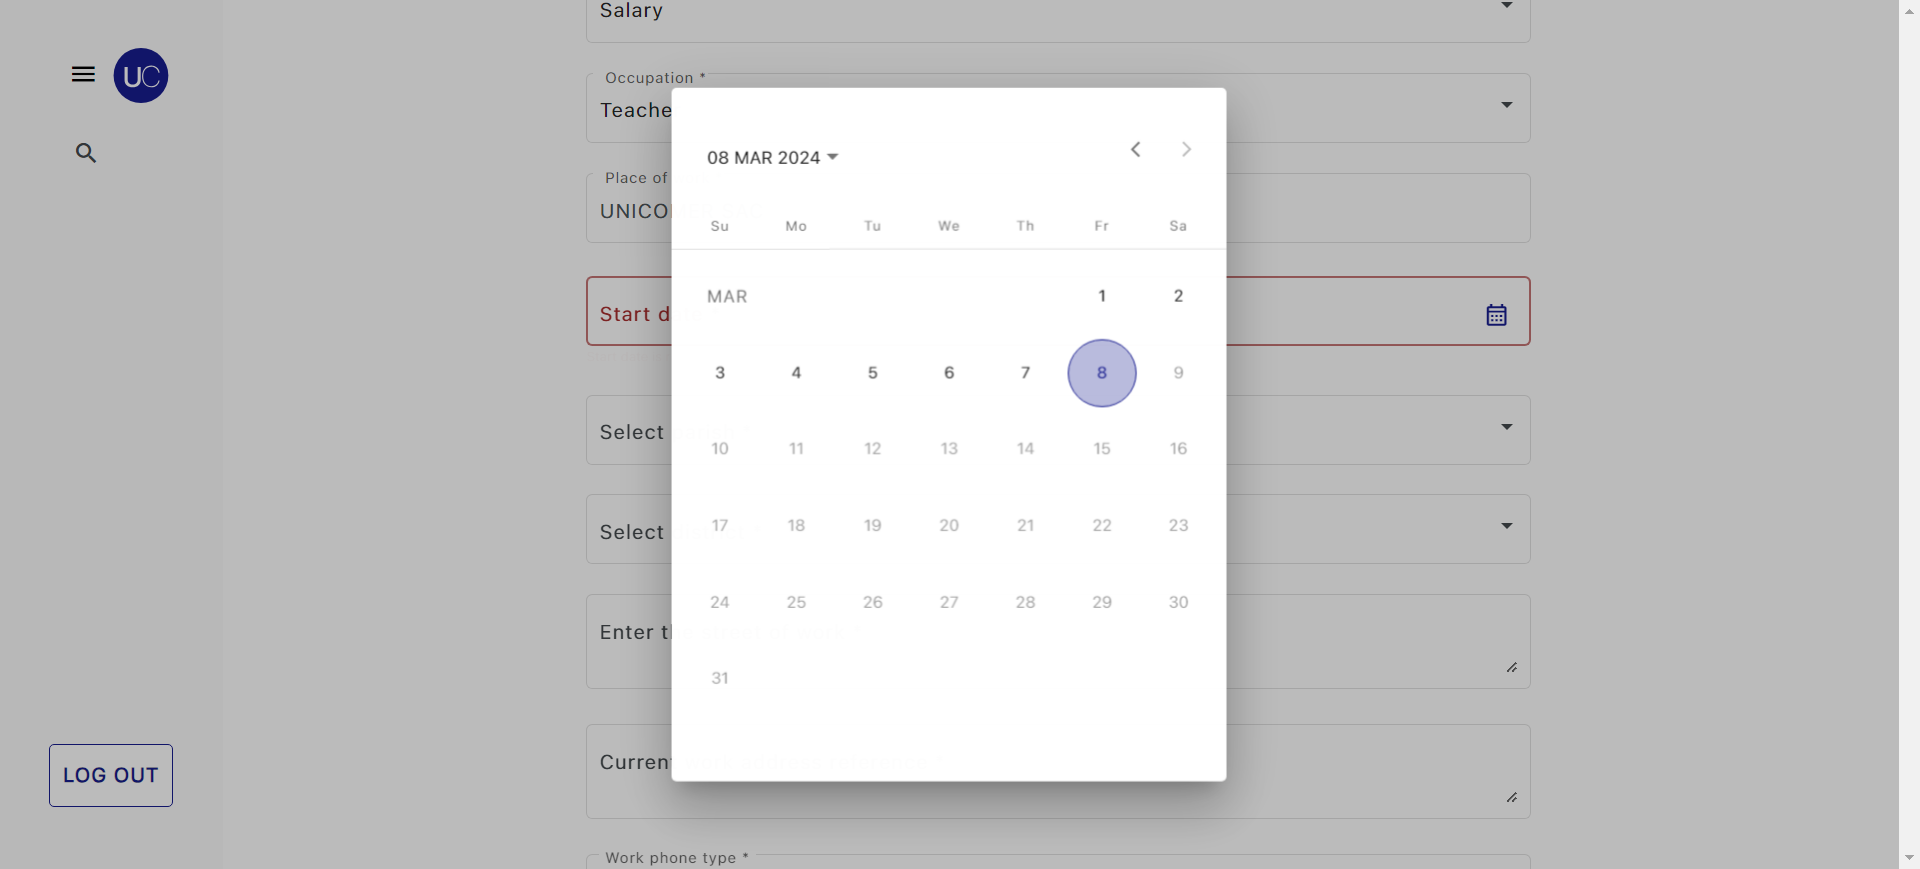 Salary
UC
Occupation *
Teache
08 MAR 2024
Place of
UNICO
Su Mo Tu We Th Fr Sa
MAR 1 2
Start d
3 4 5 6 7 8 9
Select
10 11 12 13 14 15 16
Select
17 18 19 20 21 22 23
24 25 26 27 28 29 30
Enter th
31
Current
LOG OUT
Work phone type *